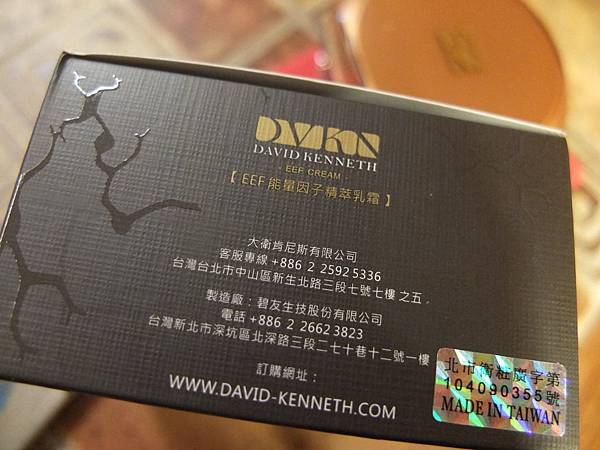 DVKN
DAVID KENNETH
EEF CREAM
【 EEF 能量因子精萃乳霜 】
大衛肯尼斯有限公司
客服專線 +886 2 2592 5336
台灣台北市中山區新生北路三段七號七樓 之五。
製造廠：碧友生技股份有限公司
電話 +886 2 2662 3823
台灣新北市深坑區北深路三段二七十巷十二號一樓
訂購網址：
WWW.DAVID-KENNETH.COM
北市衛粧廣字第
104090355號
MADE IN TAIWAN